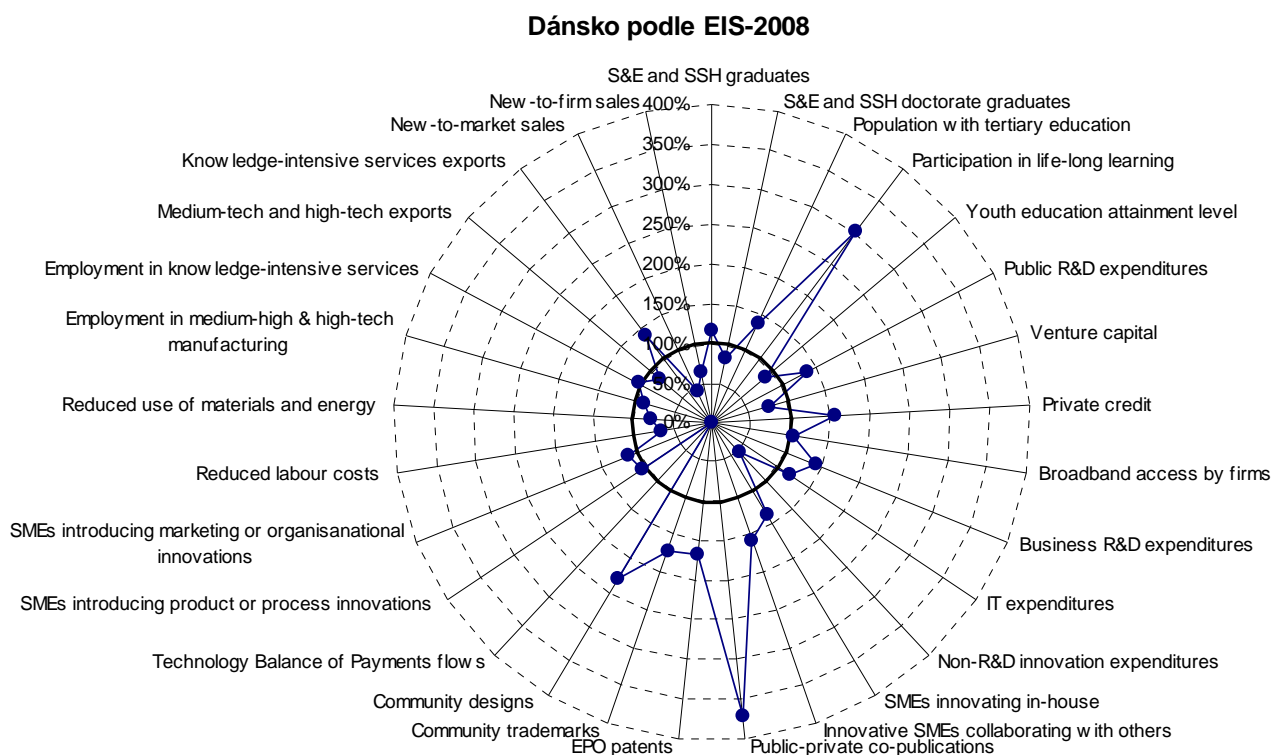 Dánsko podle EIS-2008
S&E and SSH graduates
S&E and SSH doctorate graduates
Population with tertiary education
Participation in life-long learning
Youth education attainment level
Public R&D expenditures
Venture capital
Private credit
Broadband access by firms
Business R&D expenditures
IT expenditures
Non-R&D innovation expenditures
SMEs innovating in-house
Innovative SMEs collaborating with others
Public-private co-publications
EPO patents
Community trademarks
Community designs
Technology Balance of Payments flows
SMEs introducing product or process innovations
SMEs introducing marketing or organisanational
innovations
Reduced labour costs
Reduced use of materials and energy
Employment in medium-high & high-tech
manufacturing
Employment in knowledge-intensive services
Medium-tech and high-tech exports
Knowledge-intensive services exports
New-to-market sales
New-to-firm sales
400%
350%
300%
250%
200%
150%
100%
50%
0%